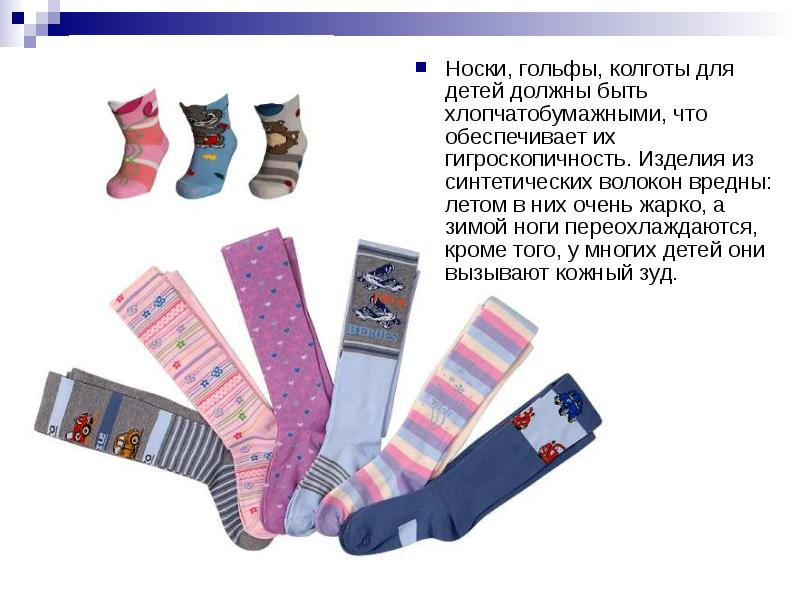 Носки, гольфы, колготы для
детей должны быть
хлопчатобумажными, что
обеспечивает их
гигроскопичность. Изделия из
синтетических волокон вредны:
летом в них очень жарко, а
зимой ноги переохлаждаются,
кроме того, у многих детей они
вызывают кожный зуд.
HEROES